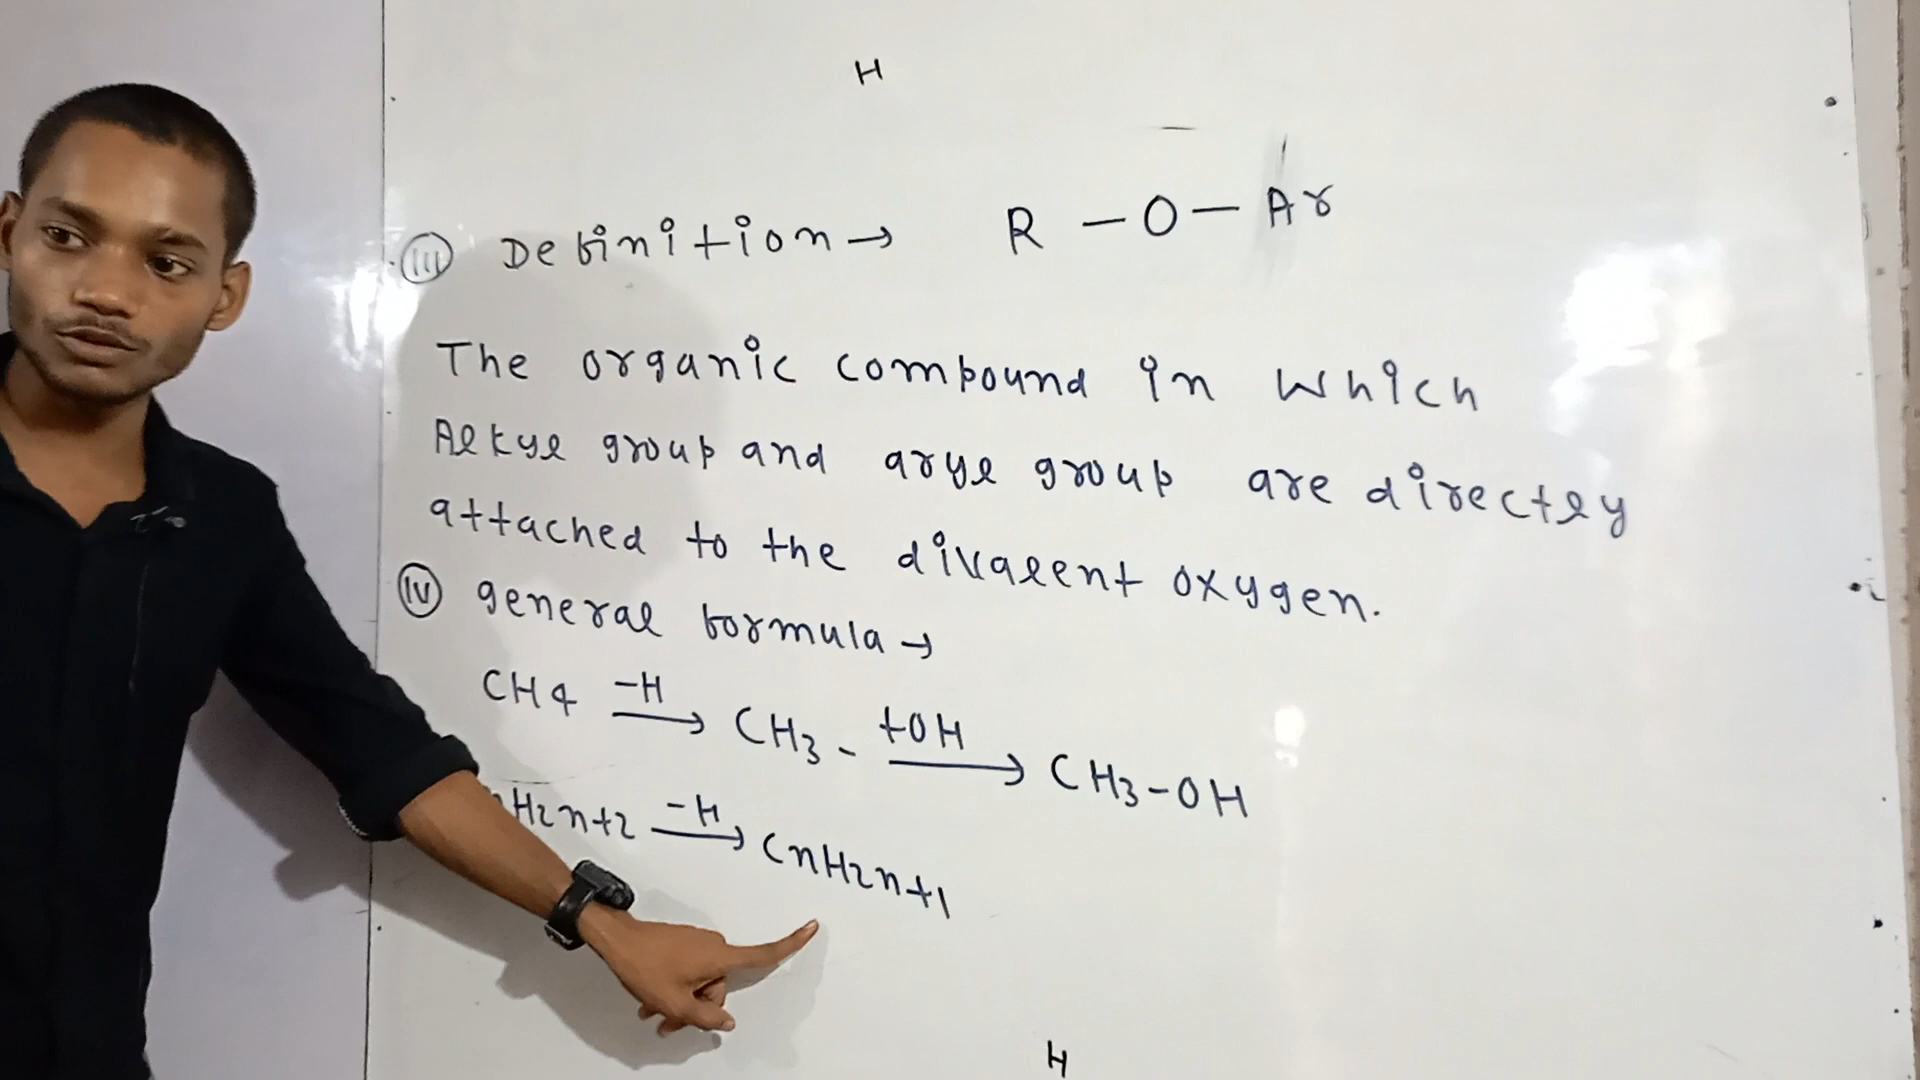 H
(III) Definition → R - O - Ar
The organic compound in which
Alkyl group and aryl group are directly
attached to the divalent oxygen.
(IV) general formula →
CH4 -H → CH3 - +OH → CH3-OH
H2n+2 -H → CnH2n+1
H